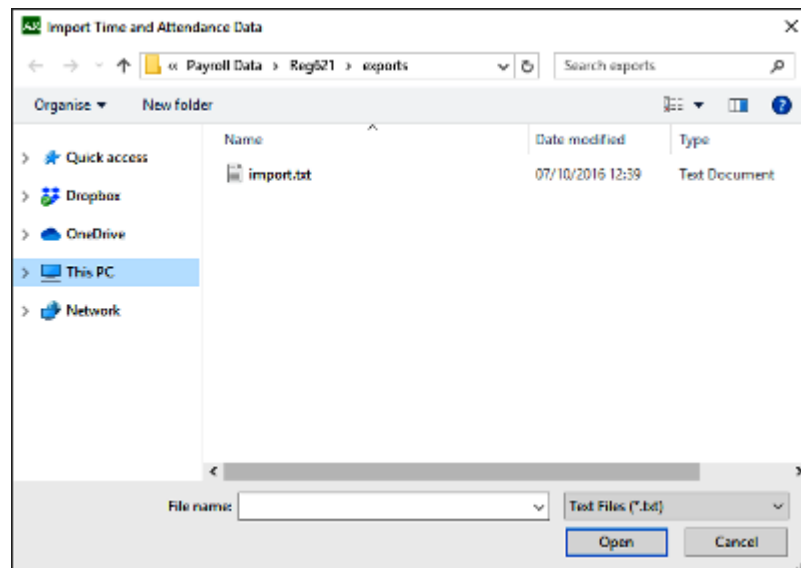 Import Time and Attendance Data
« Payroll Data > Reg621 > exports
Search exports
Organise
New folder
Name
Date modified
Type
Quick access
import.txt
07/10/2016 12:39
Text Document
Dropbox
OneDrive
This PC
Network
File name:
Text Files (*.txt)
Open
Cancel